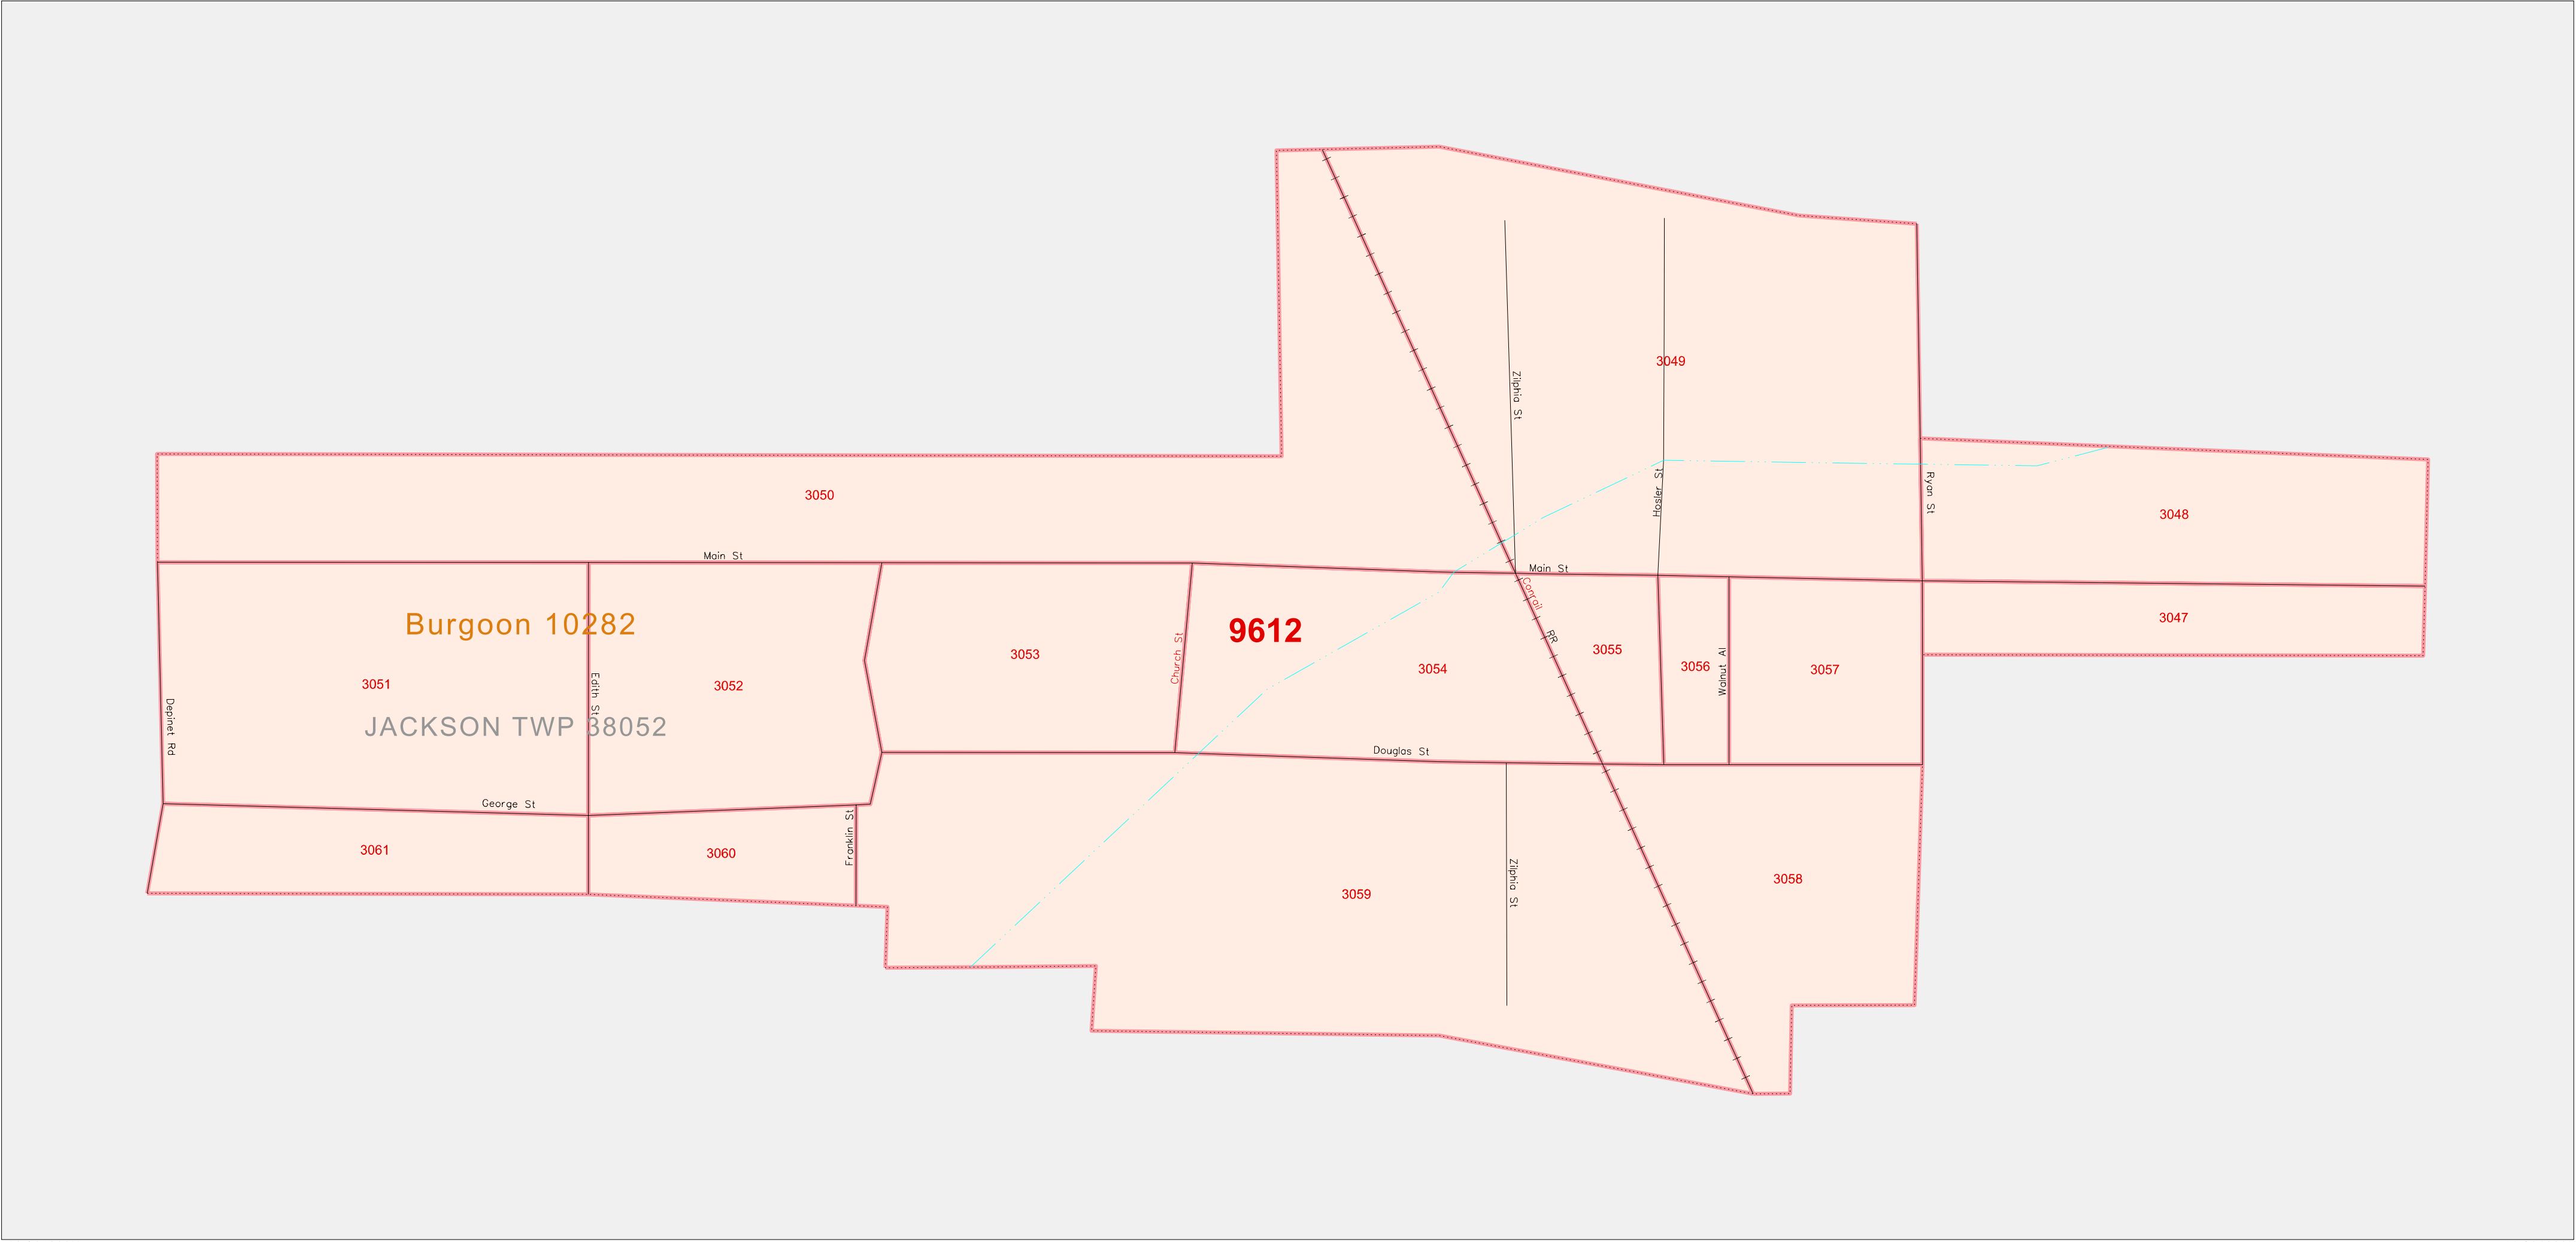 3049
Zilphia St
3050
Hosler St
Ryan St
3048
Main St
Main St
Conrail
RR
Burgoon 10282
9612
3047
3051
Edith St
3052
3053
Church St
3054
3055
3056
Walnut Al
3057
JACKSON TWP 38052
Depinet Rd
Douglas St
George St
Franklin St
3061
3060
3059
Zilphia St
3058